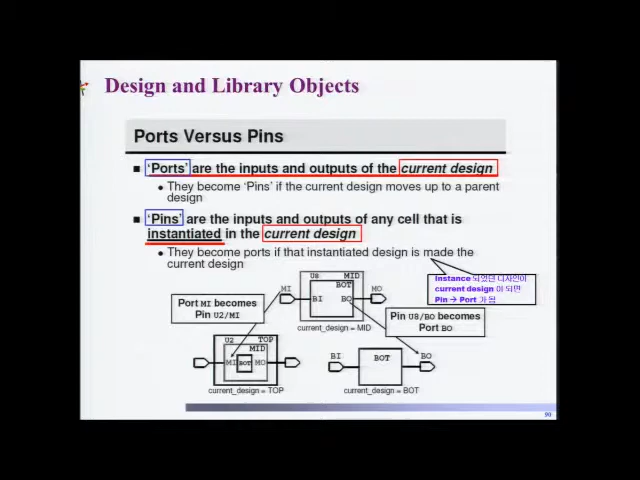 Design and Library Objects
Ports Versus Pins
'Ports' are the inputs and outputs of the current design
They become 'Pins' if the current design moves up to a parent
design
'Pins' are the inputs and outputs of any cell that is
instantiated in the current design
They become ports if that instantiated design is made the
current design
Instance 되었던 디자인이
current design 이 되면
Pin → Port 가 됨
Port MI becomes
Pin U2/MI
MI
U8
MID
BOT
BI
BO
MO
current_design = MID
Pin U8/BO becomes
Port BO
U2
TOP
MID
MI
BOT
MO
current_design = TOP
BI
BOT
BO
current_design = BOT
90